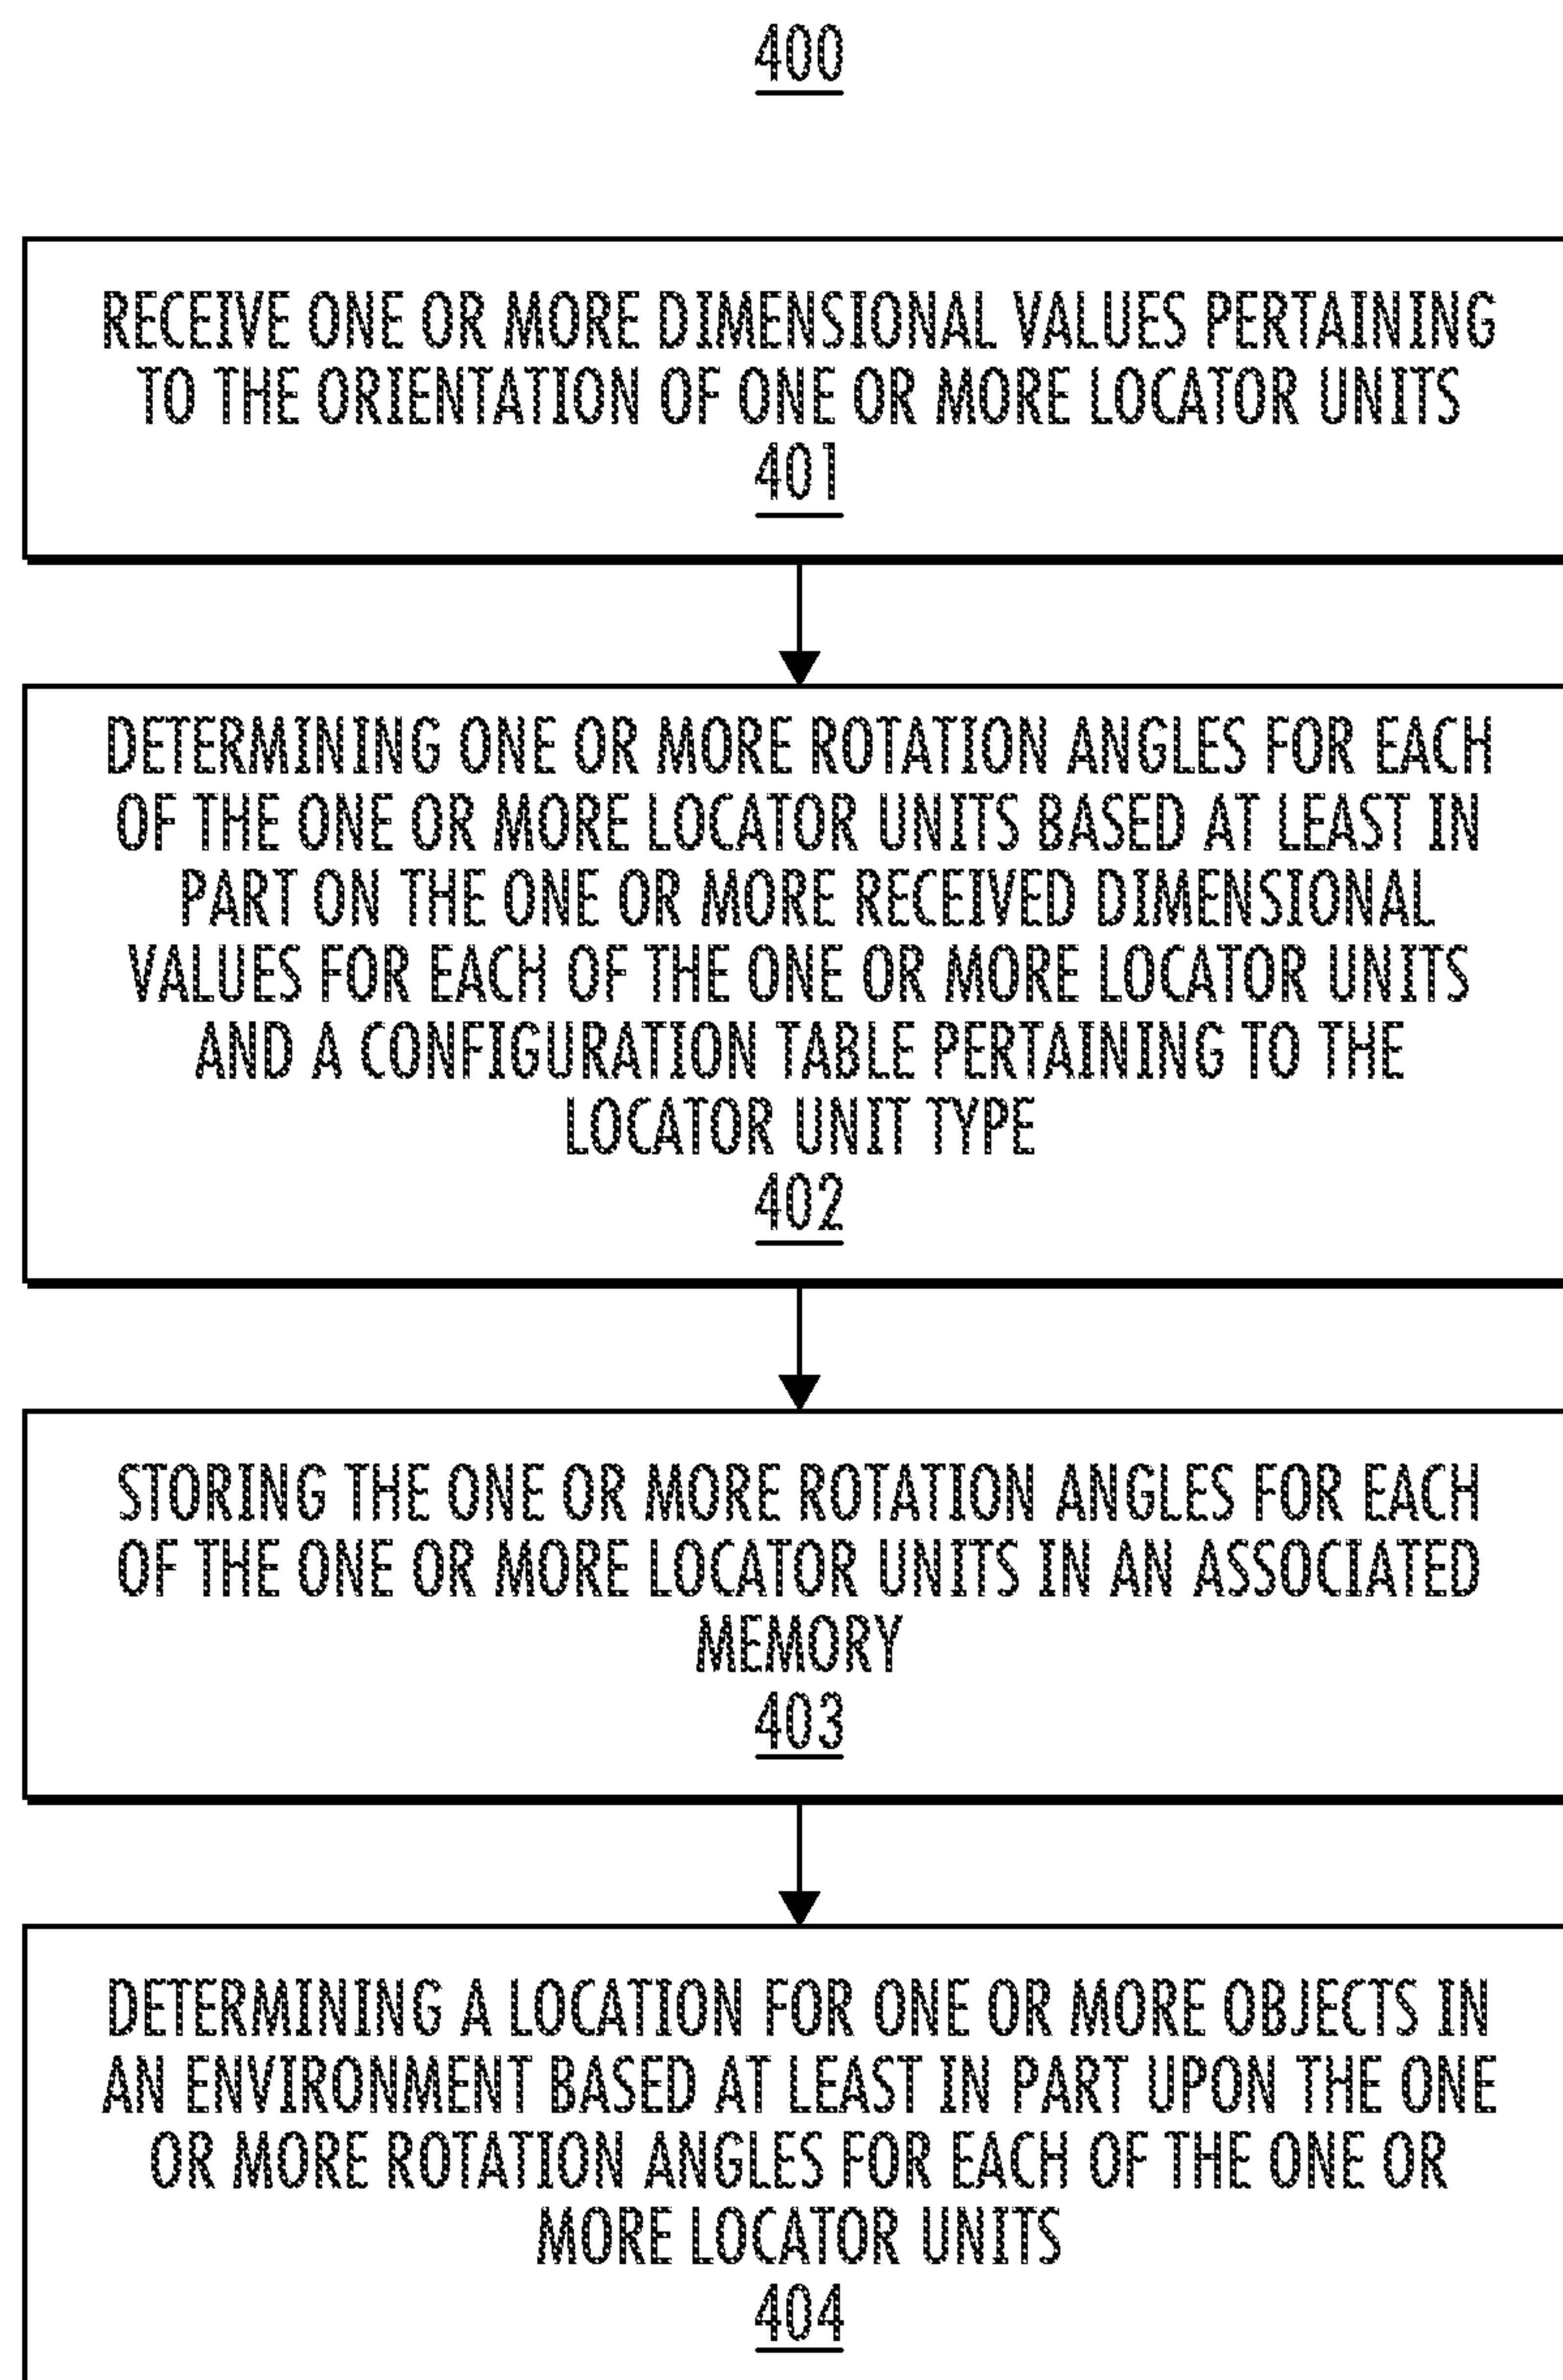 400
RECEIVE ONE OR MORE DIMENSIONAL VALUES PERTAINING
TO THE ORIENTATION OF ONE OR MORE LOCATOR UNITS
401
DETERMINING ONE OR MORE ROTATION ANGLES FOR EACH
OF THE ONE OR MORE LOCATOR UNITS BASED AT LEAST IN
PART ON THE ONE OR MORE RECEIVED DIMENSIONAL
VALUES FOR EACH OF THE ONE OR MORE LOCATOR UNITS
AND A CONFIGURATION TABLE PERTAINING TO THE
LOCATOR UNIT TYPE
402
STORING THE ONE OR MORE ROTATION ANGLES FOR EACH
OF THE ONE OR MORE LOCATOR UNITS IN AN ASSOCIATED
MEMORY
403
DETERMINING A LOCATION FOR ONE OR MORE OBJECTS IN
AN ENVIRONMENT BASED AT LEAST IN PART UPON THE ONE
OR MORE ROTATION ANGLES FOR EACH OF THE ONE OR
MORE LOCATOR UNITS
404